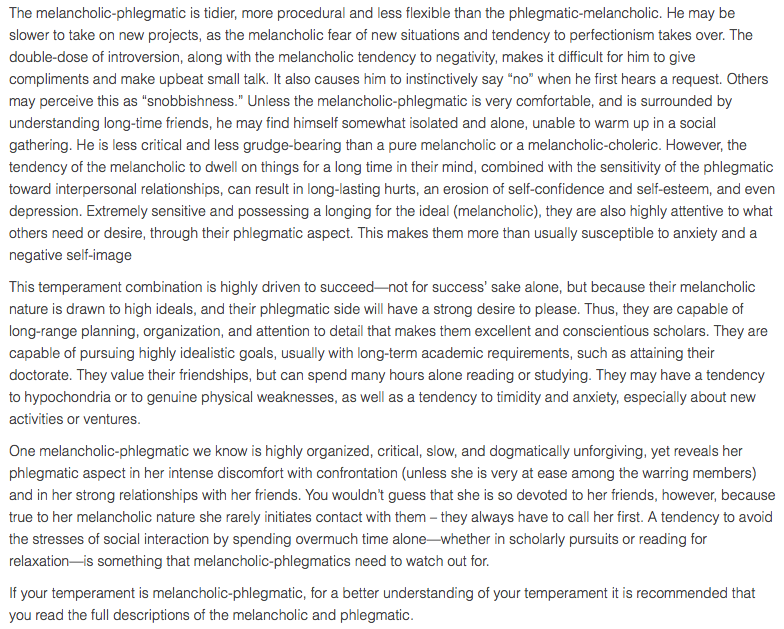 The melancholic-phlegmatic is tidier, more procedural and less flexible than the phlegmatic-melancholic. He may be
slower to take on new projects, as the melancholic fear of new situations and tendency to perfectionism takes over. The
double-dose of introversion, along with the melancholic tendency to negativity, makes it difficult for him to give
compliments and make upbeat small talk. It also causes him to instinctively say “no” when he first hears a request. Others
may perceive this as “snobbishness.” Unless the melancholic-phlegmatic is very comfortable, and is surrounded by
understanding long-time friends, he may find himself somewhat isolated and alone, unable to warm up in a social
gathering. He is less critical and less grudge-bearing than a pure melancholic or a melancholic-choleric. However, the
tendency of the melancholic to dwell on things for a long time in their mind, combined with the sensitivity of the phlegmatic
toward interpersonal relationships, can result in long-lasting hurts, an erosion of self-confidence and self-esteem, and even
depression. Extremely sensitive and possessing a longing for the ideal (melancholic), they are also highly attentive to what
others need or desire, through their phlegmatic aspect. This makes them more than usually susceptible to anxiety and a
negative self-image
This temperament combination is highly driven to succeed—not for success’ sake alone, but because their melancholic
nature is drawn to high ideals, and their phlegmatic side will have a strong desire to please. Thus, they are capable of
long-range planning, organization, and attention to detail that makes them excellent and conscientious scholars. They are
capable of pursuing highly idealistic goals, usually with long-term academic requirements, such as attaining their
doctorate. They value their friendships, but can spend many hours alone reading or studying. They may have a tendency
to hypochondria or to genuine physical weaknesses, as well as a tendency to timidity and anxiety, especially about new
activities or ventures.
One melancholic-phlegmatic we know is highly organized, critical, slow, and dogmatically unforgiving, yet reveals her
phlegmatic aspect in her intense discomfort with confrontation (unless she is very at ease among the warring members)
and in her strong relationships with her friends. You wouldn’t guess that she is so devoted to her friends, however, because
true to her melancholic nature she rarely initiates contact with them – they always have to call her first. A tendency to avoid
the stresses of social interaction by spending overmuch time alone—whether in scholarly pursuits or reading for
relaxation—is something that melancholic-phlegmatics need to watch out for.
If your temperament is melancholic-phlegmatic, for a better understanding of your temperament it is recommended that
you read the full descriptions of the melancholic and phlegmatic.